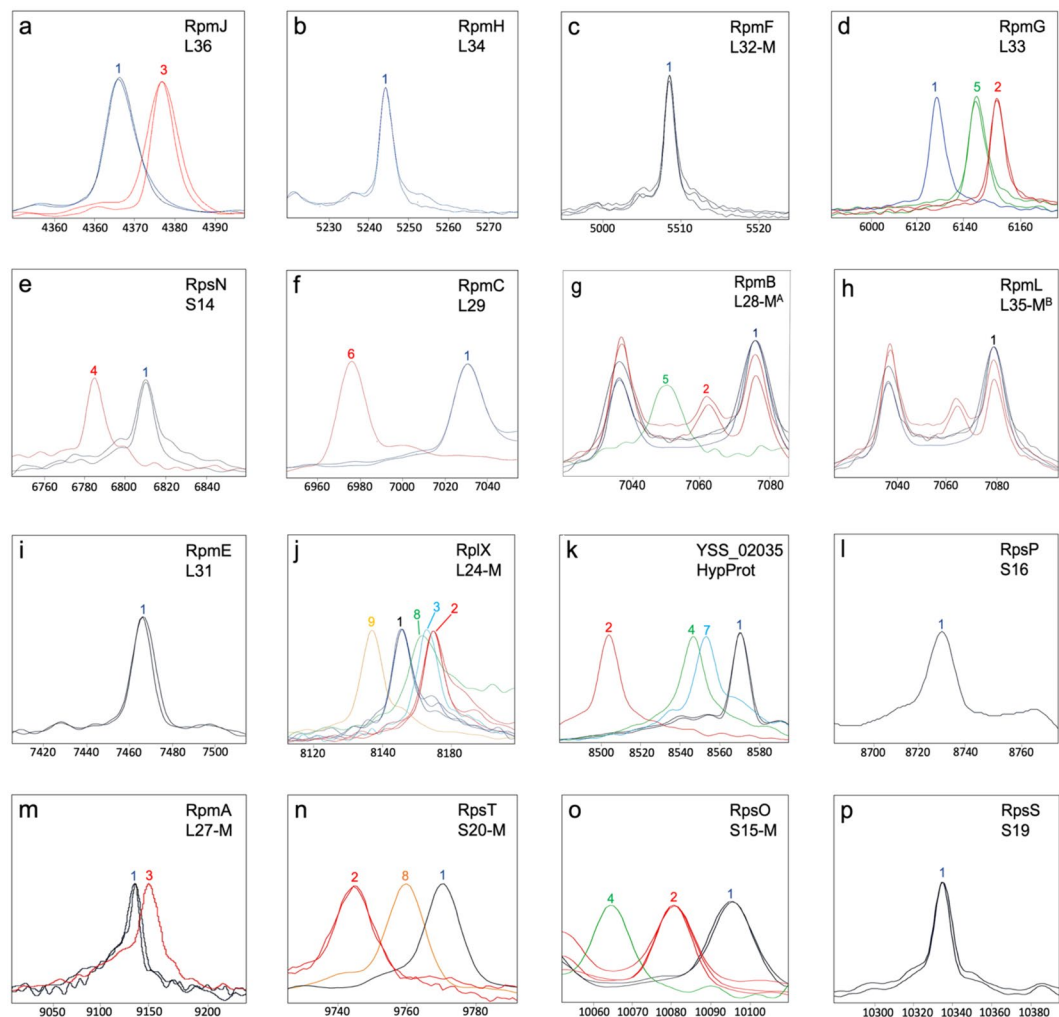 a
RpmJ
L36
1 3
4360 4366 4378 4380 4390
b
RpmH
L34
1
5230 5240 5250 5260 5270
c
RpmF
L32-M
1
5000 5510 5520
d
RpmG
L33
1 5 2
6000 6120 6140 6160
e
RpsN
S14
4 1
6760 6780 6800 6820 6840
f
RpmC
L29
6 1
6960 6980 7000 7020 7040
g
RpmB
L28-Mᴬ
5 2 1
7040 7060 7080
h
RpmL
L35-Mᴮ
1
7040 7060 7080
i
RpmE
L31
1
7420 7440 7460 7480 7500
j
RplX
L24-M
9 1 8 3 2
8120 8140 8180
k
YSS_02035
HypProt
2 4 7 1
8500 8520 8540 8560 8580
l
RpsP
S16
1
8700 8720 8740 8760
m
RpmA
L27-M
1 3
9050 9100 9150 9200
n
RpsT
S20-M
2 8 1
9740 9760 9780
o
RpsO
S15-M
4 2 1
10060 10080 10090 10100
p
RpsS
S19
1
10300 10340 10360 10380